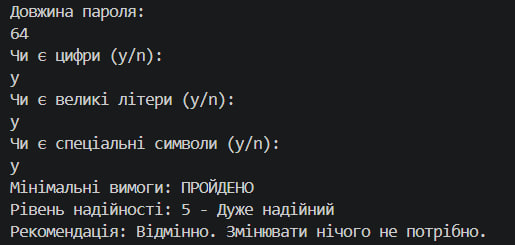 Довжина пароля:
64
Чи є цифри (y/n):
y
Чи є великі літери (y/n):
y
Чи є спеціальні символи (y/n):
y
Мінімальні вимоги: ПРОЙДЕНО
Рівень надійності: 5 - Дуже надійний
Рекомендація: Відмінно. Змінювати нічого не потрібно.